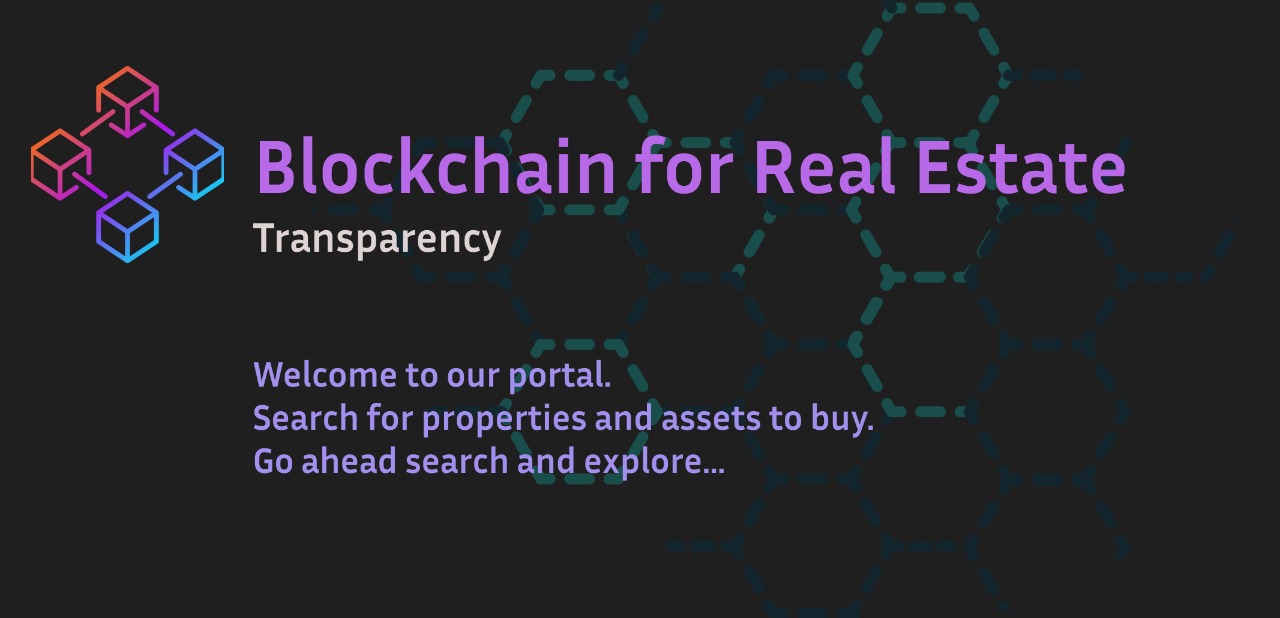 Blockchain for Real Estate
Transparency
Welcome to our portal.
Search for properties and assets to buy.
Go ahead search and explore...